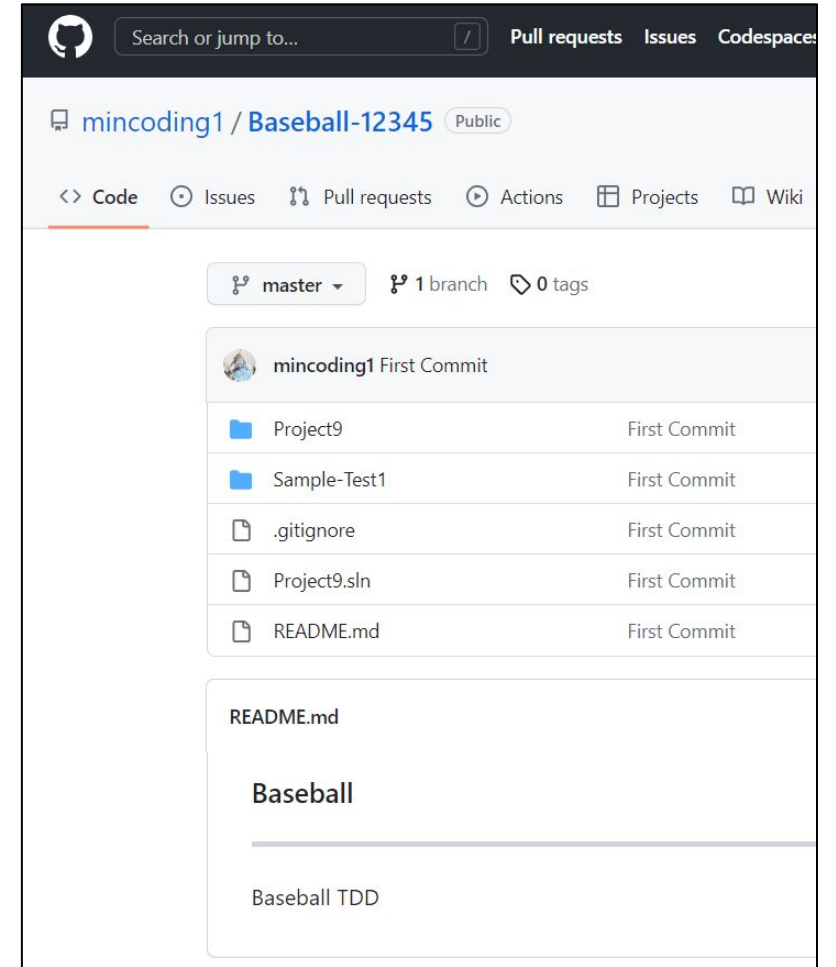 Search or jump to... / Pull requests Issues Codespaces
mincoding1 / Baseball-12345 Public
<> Code Issues Pull requests Actions Projects Wiki
master 1 branch 0 tags
mincoding1 First Commit
Project9 First Commit
Sample-Test1 First Commit
.gitignore First Commit
Project9.sln First Commit
README.md First Commit
README.md
Baseball
Baseball TDD